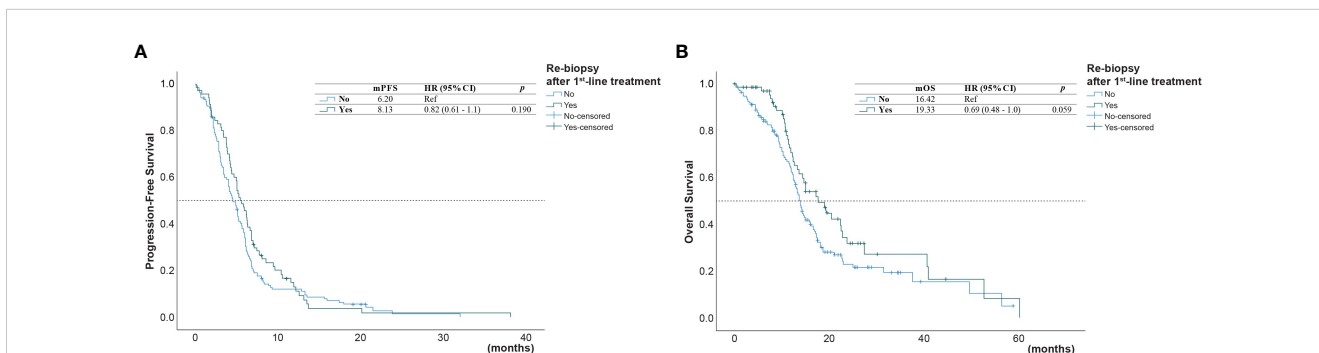 A
Progression-Free Survival
1.0
0.8
0.6
0.4
0.2
0.0
0 10 20 30 40
(months)
mPFS HR (95% CI) p
No 6.20 Ref
Yes 8.13 0.82 (0.61 - 1.1) 0.190
Re-biopsy
after 1st-line treatment
No
Yes
No-censored
Yes-censored
B
Overall Survival
1.0
0.8
0.6
0.4
0.2
0.0
0 20 40 60
(months)
mOS HR (95% CI) p
No 16.42 Ref
Yes 19.33 0.69 (0.48 - 1.0) 0.059
Re-biopsy
after 1st-line treatment
No
Yes
No-censored
Yes-censored